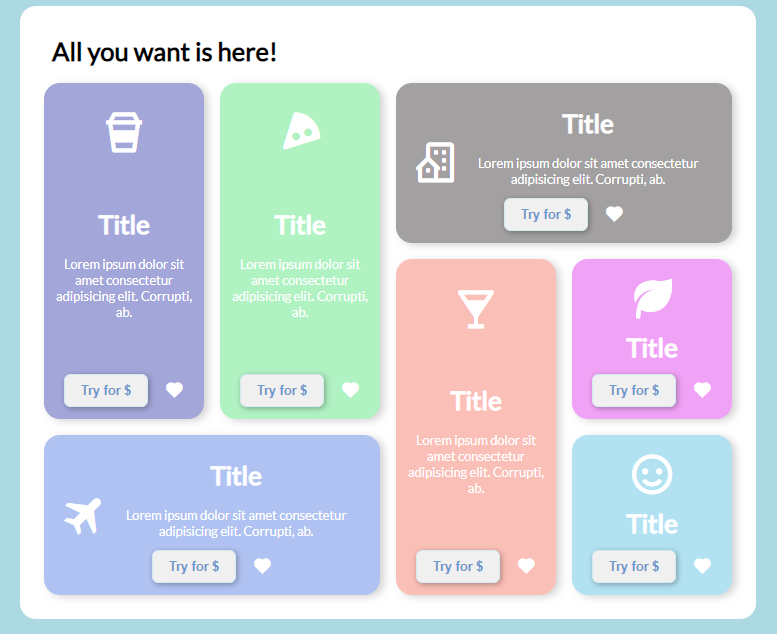 All you want is here!
Title
Lorem ipsum dolor sit
amet consectetur
adipisicing elit. Corrupti,
ab.
Try for $
Title
Lorem ipsum dolor sit
amet consectetur
adipisicing elit. Corrupti,
ab.
Try for $
Title
Lorem ipsum dolor sit amet consectetur
adipisicing elit. Corrupti, ab.
Try for $
Title
Lorem ipsum dolor sit
amet consectetur
adipisicing elit. Corrupti,
ab.
Try for $
Title
Try for $
Title
Lorem ipsum dolor sit amet consectetur
adipisicing elit. Corrupti, ab.
Try for $
Title
Try for $